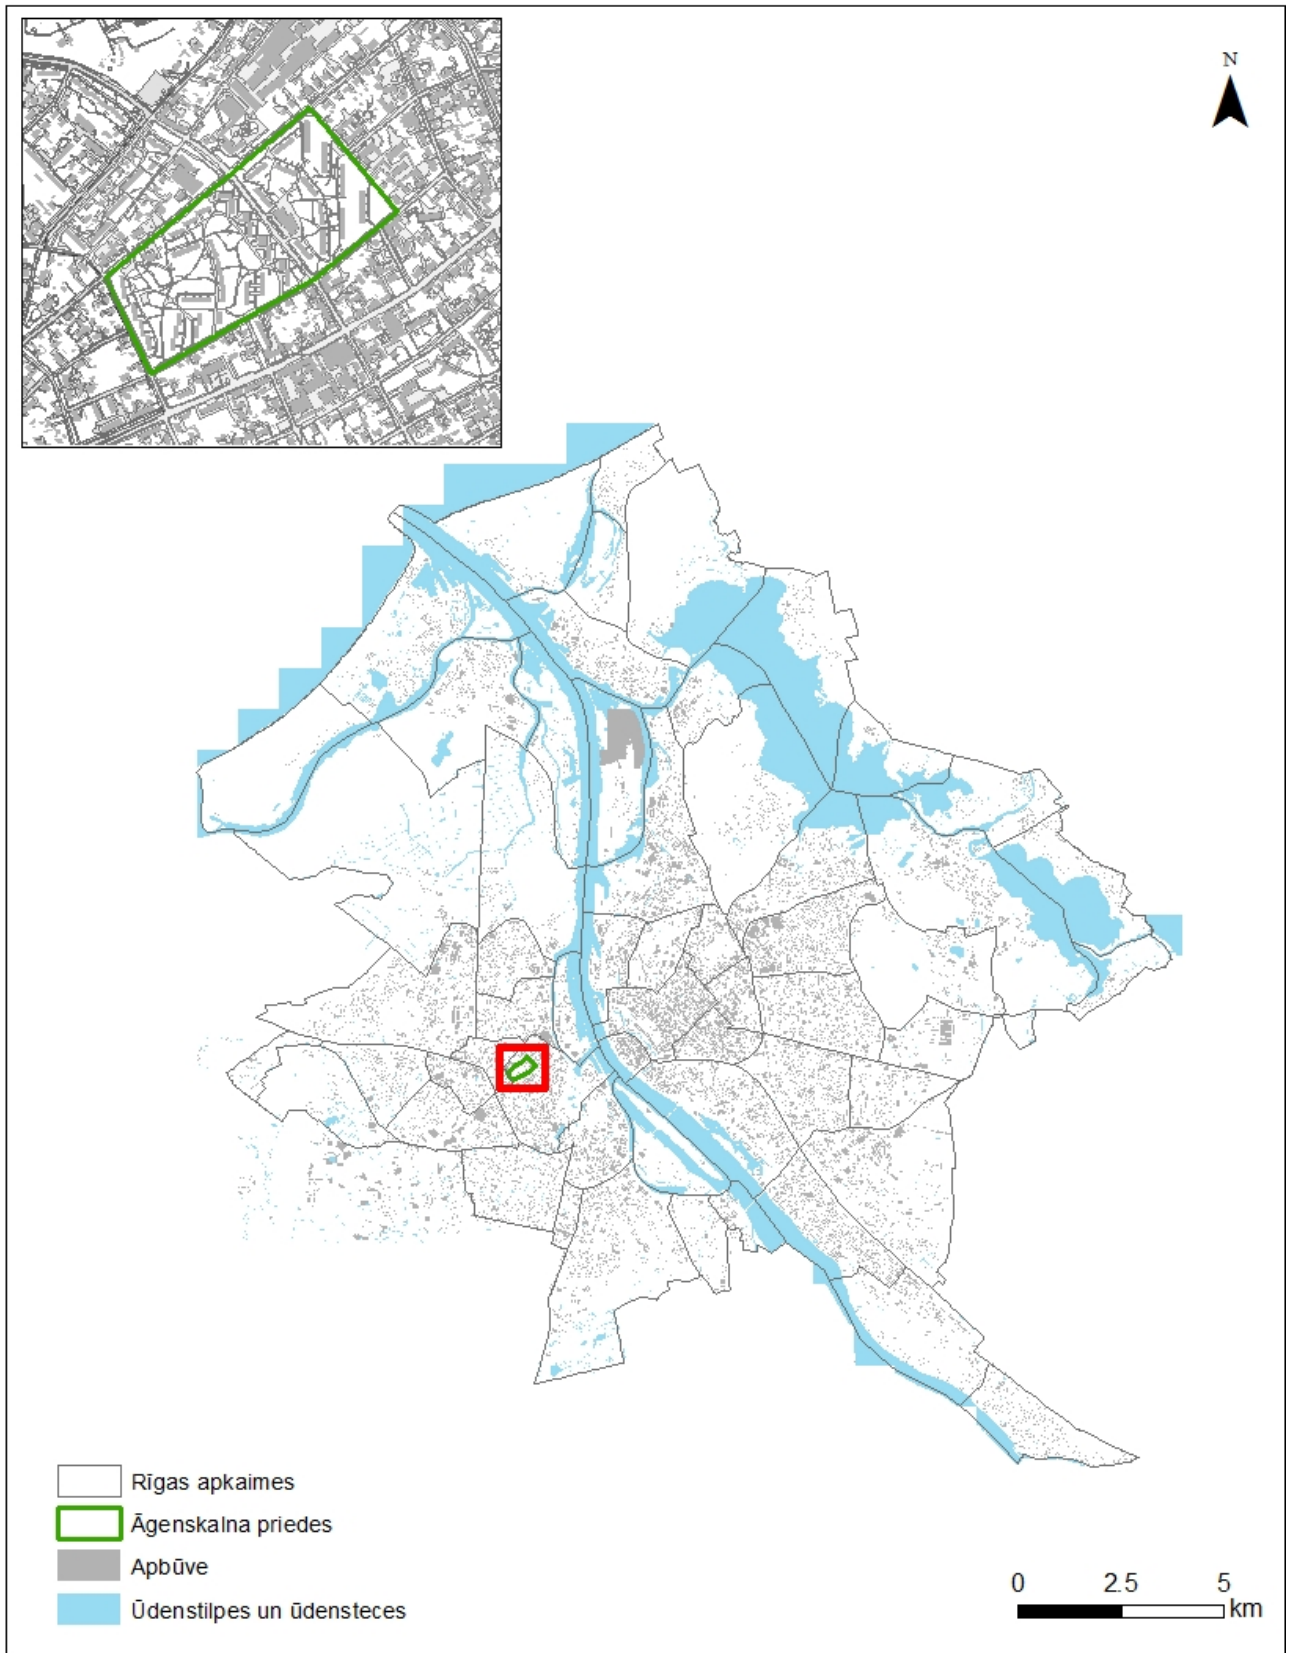 N
Rīgas apkaimes
Āgenskalna priedes
Apbūve
Ūdenstilpes un ūdensteces
0 2.5 5
km